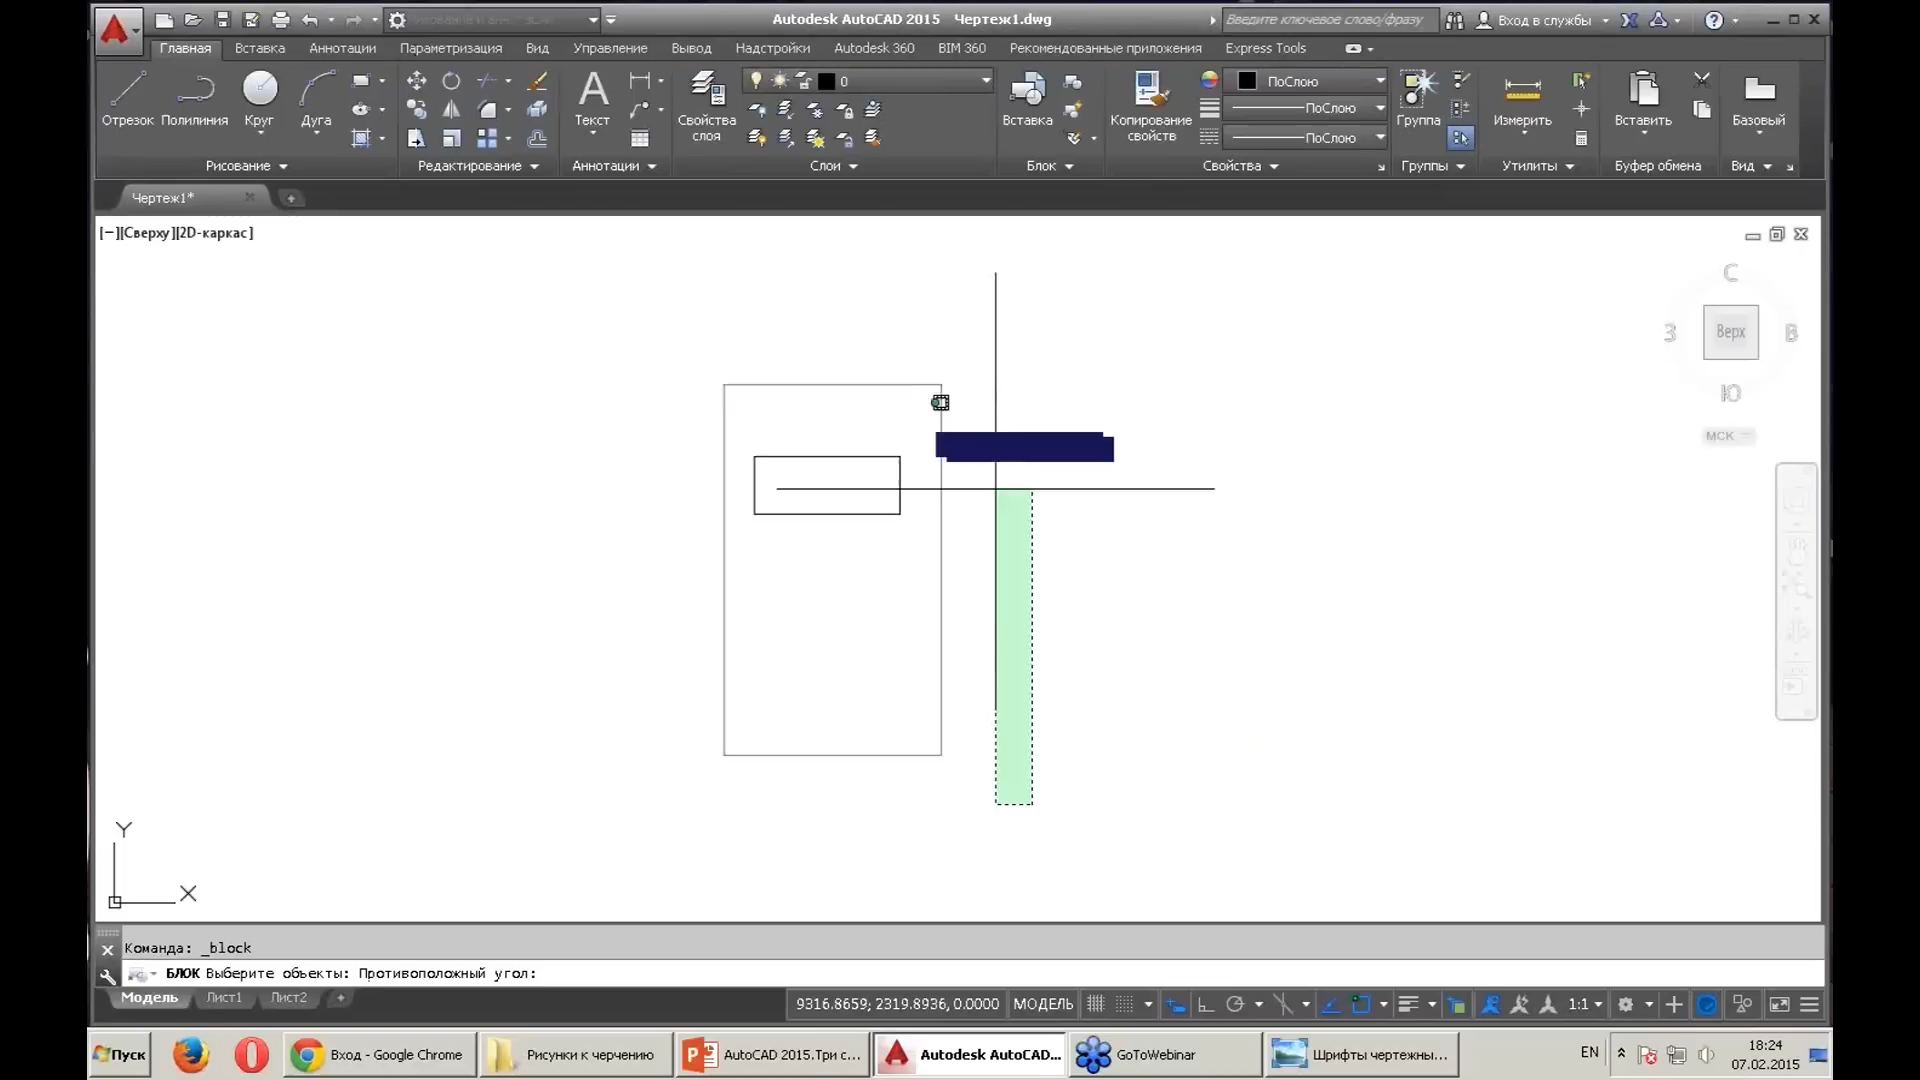 Autodesk AutoCAD 2015 Чертеж1.dwg
Введите ключевое слово/фразу
Вход в службы
Главная Вставка Аннотации Параметризация Вид Управление Вывод Надстройки Autodesk 360 BIM 360 Рекомендованные приложения Express Tools
0
ПоСлою
ПоСлою
ПоСлою
Отрезок Полилиния Круг Дуга
Текст
Свойства слоя
Вставка
Копирование свойств
Группа
Измерить
Вставить
Базовый
Рисование Редактирование Аннотации Слои Блок Свойства Группы Утилиты Буфер обмена Вид
Чертеж1*
[−][Сверху][2D-каркас]
С
З Верх В
Ю
МСК
Y
X
Команда: _block
БЛОК Выберите объекты: Противоположный угол:
Модель Лист1 Лист2
9316.8659; 2319.8936, 0.0000 МОДЕЛЬ 1:1
Пуск
Вход - Google Chrome
Рисунки к черчению
AutoCAD 2015.Три с...
Autodesk AutoCAD...
GoToWebinar
Шрифты чертежны...
EN
18:24
07.02.2015